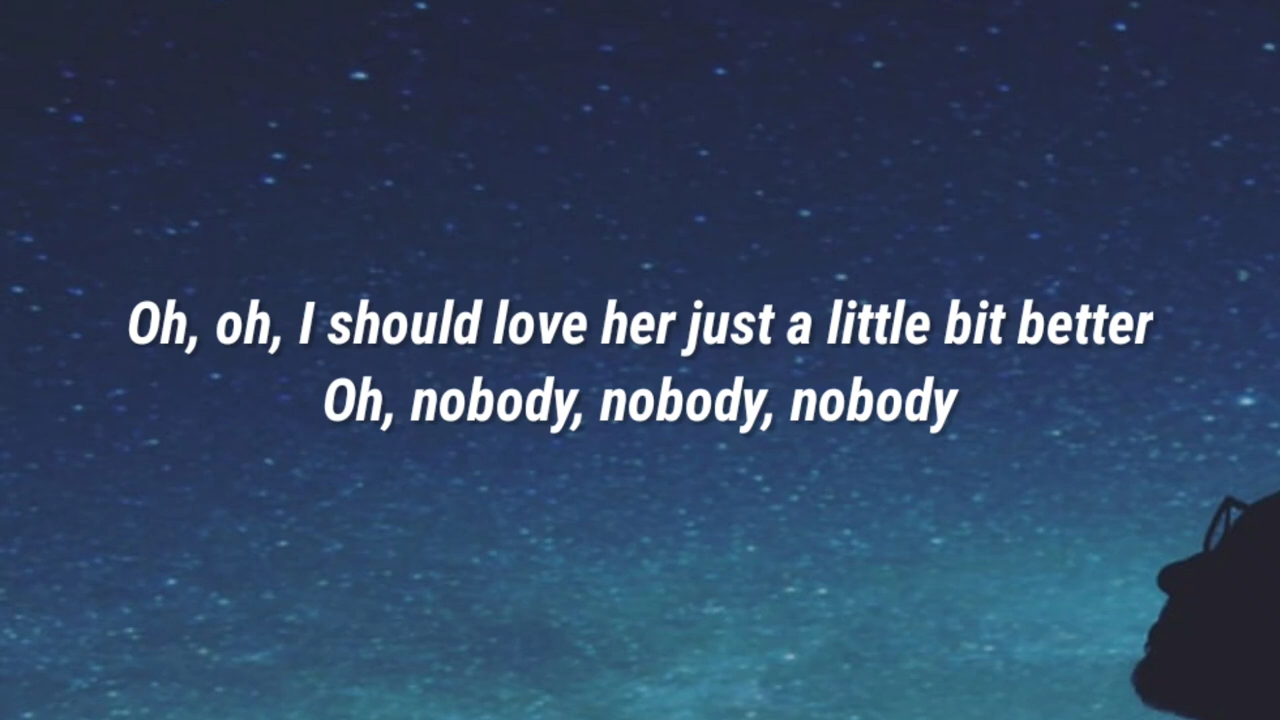 Oh, oh, I should love her just a little bit better
Oh, nobody, nobody, nobody